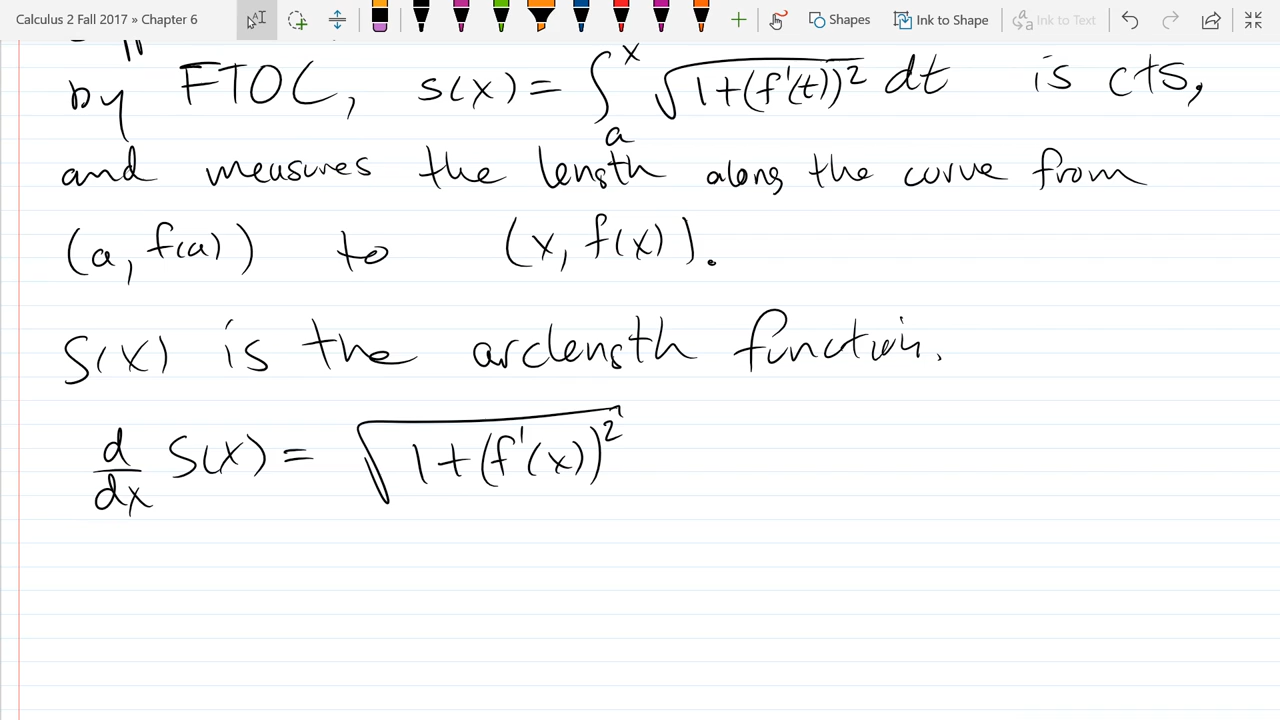 Calculus 2 Fall 2017 » Chapter 6
Shapes
Ink to Shape
Ink to Text
by FTOC, s(x) = ∫ₐˣ √(1+(f'(t))²) dt is cts,
and measures the length along the curve from
(a, f(a)) to (x, f(x)).
S(x) is the arclength function.
d/dx S(x) = √(1+(f'(x))²)